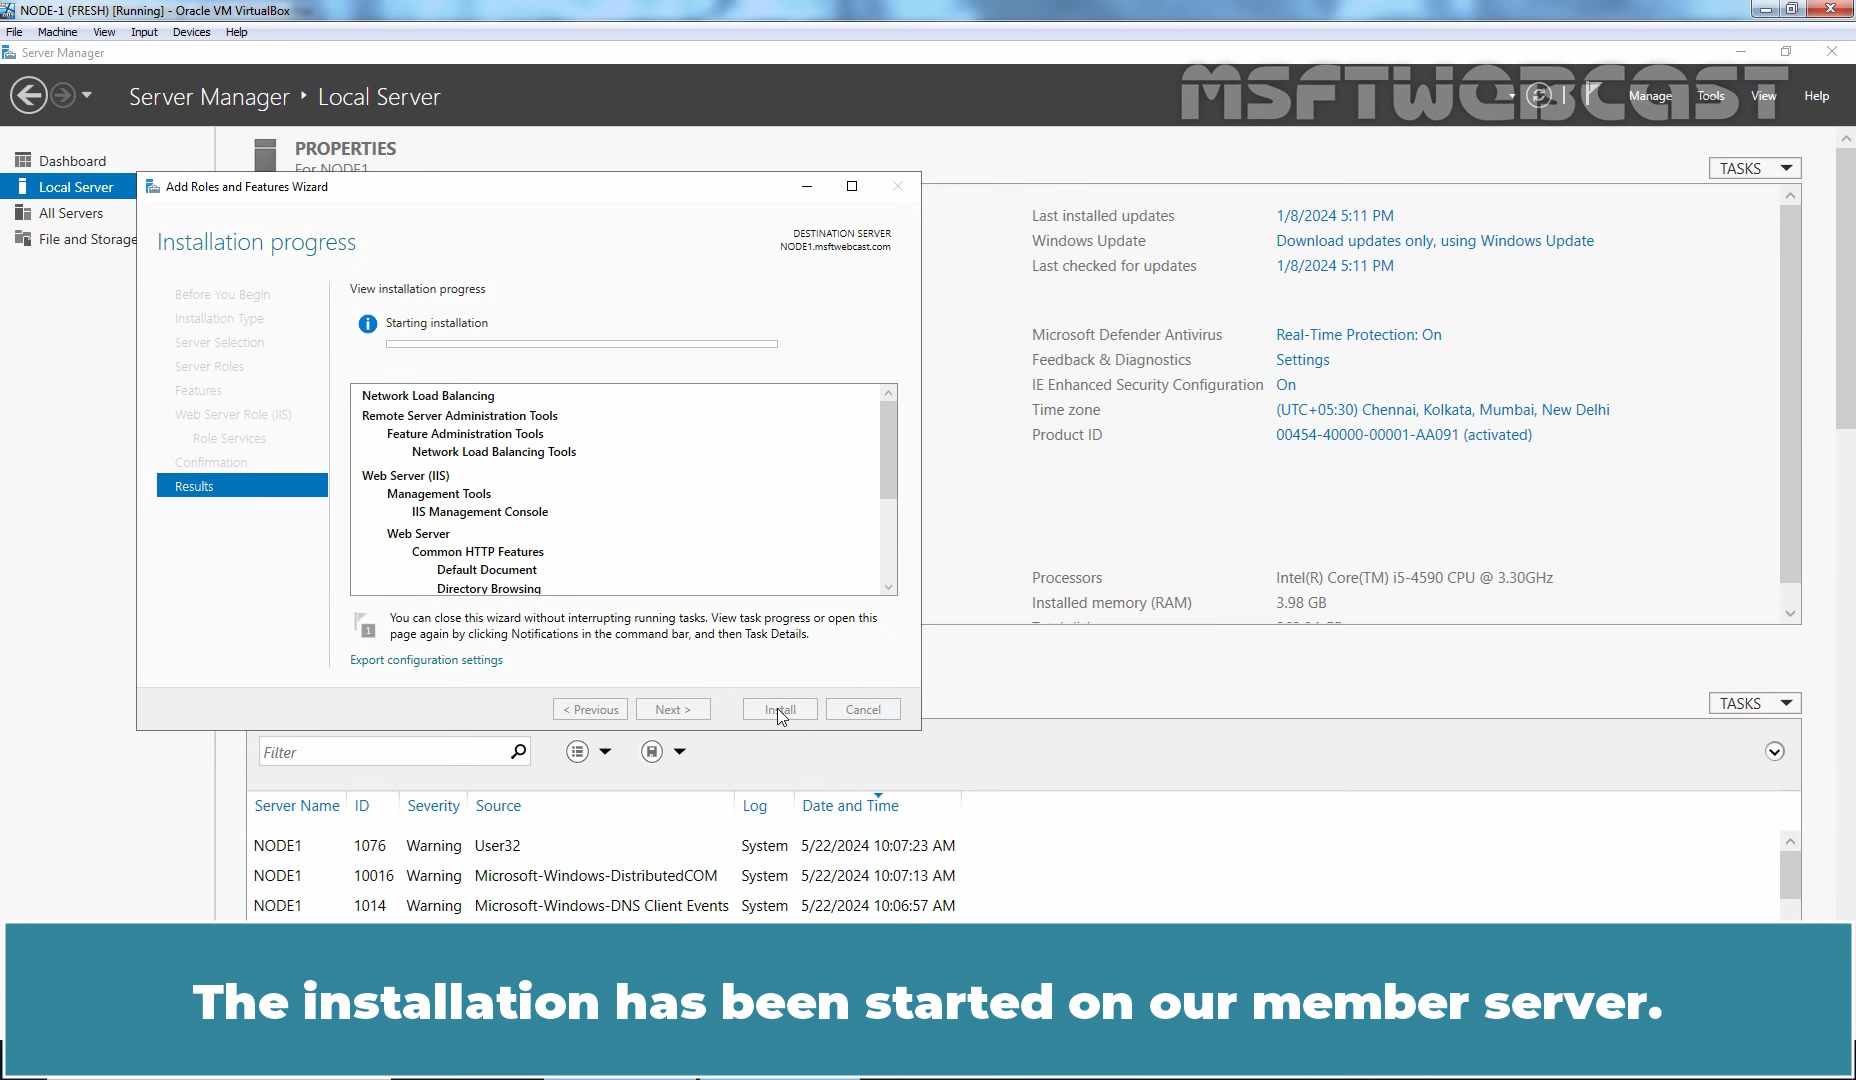 NODE-1 (FRESH) [Running] - Oracle VM VirtualBox
File Machine View Input Devices Help
Server Manager
Server Manager ‣ Local Server
MSFTWEBCAST
Manage Tools View Help
Dashboard
Local Server
All Servers
File and Storage
PROPERTIES
For NODE1
TASKS
Add Roles and Features Wizard
Installation progress
DESTINATION SERVER
NODE1.msftwebcast.com
Before You Begin
Installation Type
Server Selection
Server Roles
Features
Web Server Role (IIS)
Role Services
Confirmation
Results
View installation progress
Starting installation
Network Load Balancing
Remote Server Administration Tools
Feature Administration Tools
Network Load Balancing Tools
Web Server (IIS)
Management Tools
IIS Management Console
Web Server
Common HTTP Features
Default Document
Directory Browsing
1
You can close this wizard without interrupting running tasks. View task progress or open this
page again by clicking Notifications in the command bar, and then Task Details.
Export configuration settings
< Previous Next > Install Cancel
Last installed updates 1/8/2024 5:11 PM
Windows Update Download updates only, using Windows Update
Last checked for updates 1/8/2024 5:11 PM
Microsoft Defender Antivirus Real-Time Protection: On
Feedback & Diagnostics Settings
IE Enhanced Security Configuration On
Time zone (UTC+05:30) Chennai, Kolkata, Mumbai, New Delhi
Product ID 00454-40000-00001-AA091 (activated)
Processors Intel(R) Core(TM) i5-4590 CPU @ 3.30GHz
Installed memory (RAM) 3.98 GB
TASKS
Filter
Server Name ID Severity Source Log Date and Time
NODE1 1076 Warning User32 System 5/22/2024 10:07:23 AM
NODE1 10016 Warning Microsoft-Windows-DistributedCOM System 5/22/2024 10:07:13 AM
NODE1 1014 Warning Microsoft-Windows-DNS Client Events System 5/22/2024 10:06:57 AM
The installation has been started on our member server.